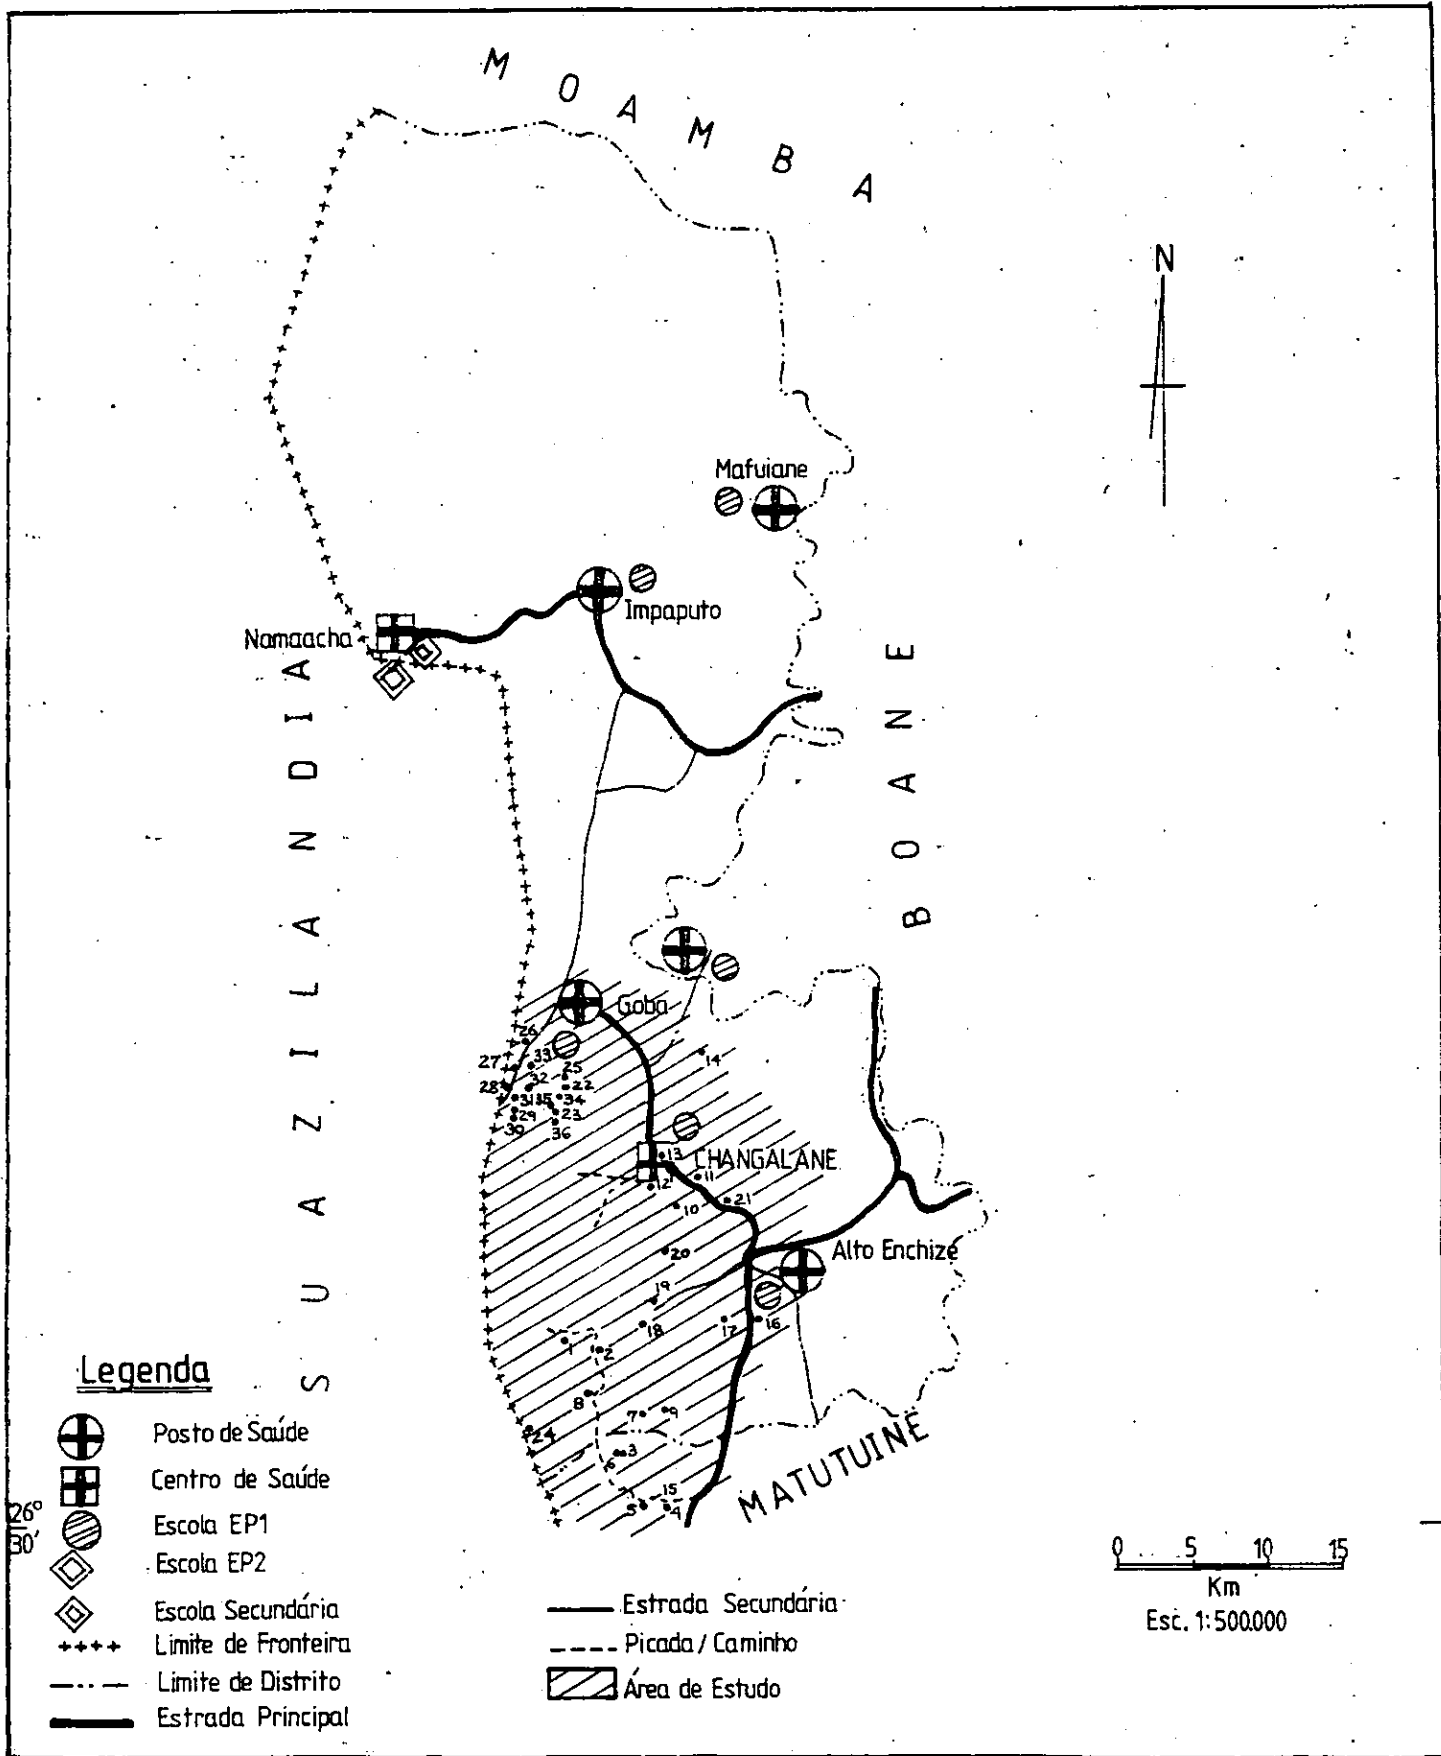 MOAMBA
N
Mafuiane
Impaputo
Namaacha
SUAZILANDIA
BOANE
Goba
26
27
33
14
25
28
32
22
31
35
34
29
23
30
36
13
CHANGALANE
11
12
21
10
20
Alto Enchize
19
18
17
16
1
2
8
7
9
24
3
6
15
5
4
MATUTUINE
26°
30'
Legenda
Posto de Saúde
Centro de Saúde
Escola EP1
Escola EP2
Escola Secundária
Limite de Fronteira
Limite de Distrito
Estrada Principal
Estrada Secundária
Picada / Caminho
Área de Estudo
0 5 10 15
Km
Esc. 1:500.000